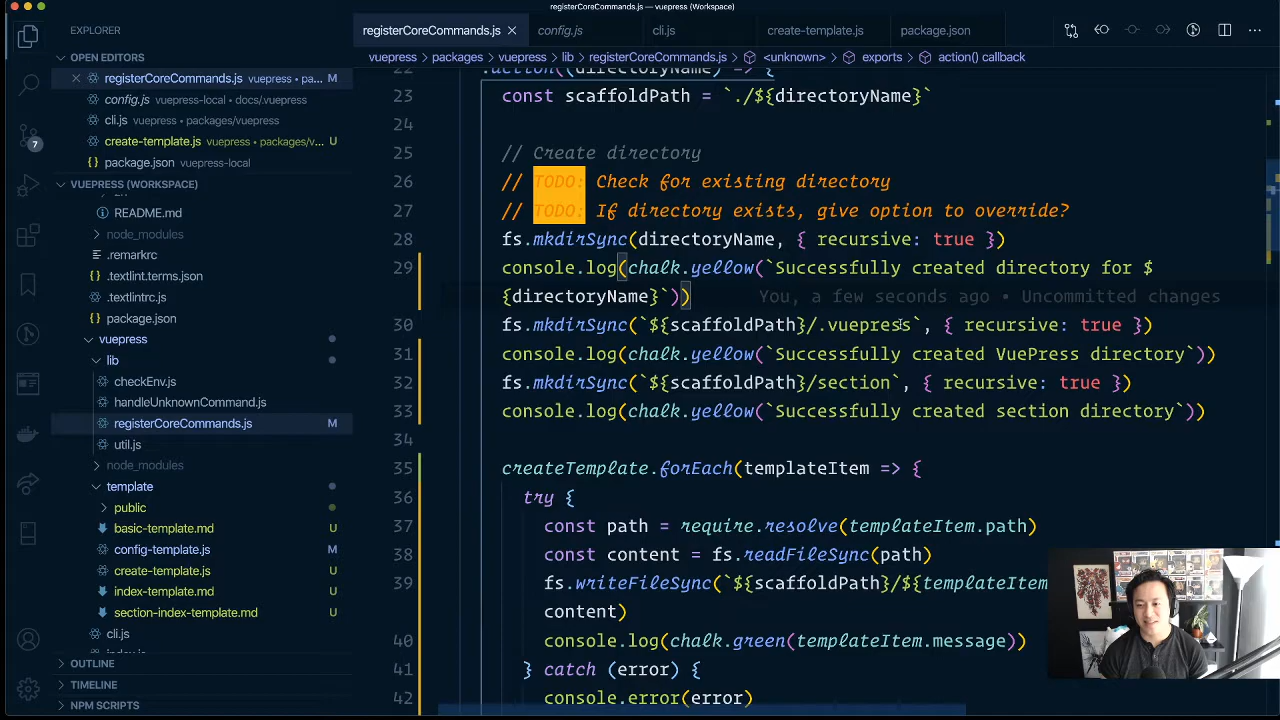 registerCoreCommands.js — vuepress (Workspace)
EXPLORER
registerCoreCommands.js
config.js
cli.js
create-template.js
package.json
OPEN EDITORS
registerCoreCommands.js vuepress • pa... M
config.js vuepress-local • docs/.vuepress
cli.js vuepress • packages/vuepress
create-template.js vuepress • packages/v... U
package.json vuepress-local
VUEPRESS (WORKSPACE)
README.md
node_modules
.remarkrc
.textlint.terms.json
.textlintrc.js
package.json
vuepress
lib
checkEnv.js
handleUnknownCommand.js
registerCoreCommands.js M
util.js
node_modules
template
public
basic-template.md U
config-template.js M
create-template.js U
index-template.md U
section-index-template.md U
cli.js
OUTLINE
TIMELINE
NPM SCRIPTS
7
vuepress > packages > vuepress > lib > registerCoreCommands.js > <unknown> > exports > action() callback
22 .action((directoryName) => {
23 const scaffoldPath = `./${directoryName}`
24
25 // Create directory
26 // TODO: Check for existing directory
27 // TODO: If directory exists, give option to override?
28 fs.mkdirSync(directoryName, { recursive: true })
29 console.log(chalk.yellow(`Successfully created directory for $
{directoryName}`)) You, a few seconds ago • Uncommitted changes
30 fs.mkdirSync(`${scaffoldPath}/.vuepress`, { recursive: true })
31 console.log(chalk.yellow(`Successfully created VuePress directory`))
32 fs.mkdirSync(`${scaffoldPath}/section`, { recursive: true })
33 console.log(chalk.yellow(`Successfully created section directory`))
34
35 createTemplate.forEach(templateItem => {
36 try {
37 const path = require.resolve(templateItem.path)
38 const content = fs.readFileSync(path)
39 fs.writeFileSync(`${scaffoldPath}/${templateItem
content)
40 console.log(chalk.green(templateItem.message))
41 } catch (error) {
42 console.error(error)